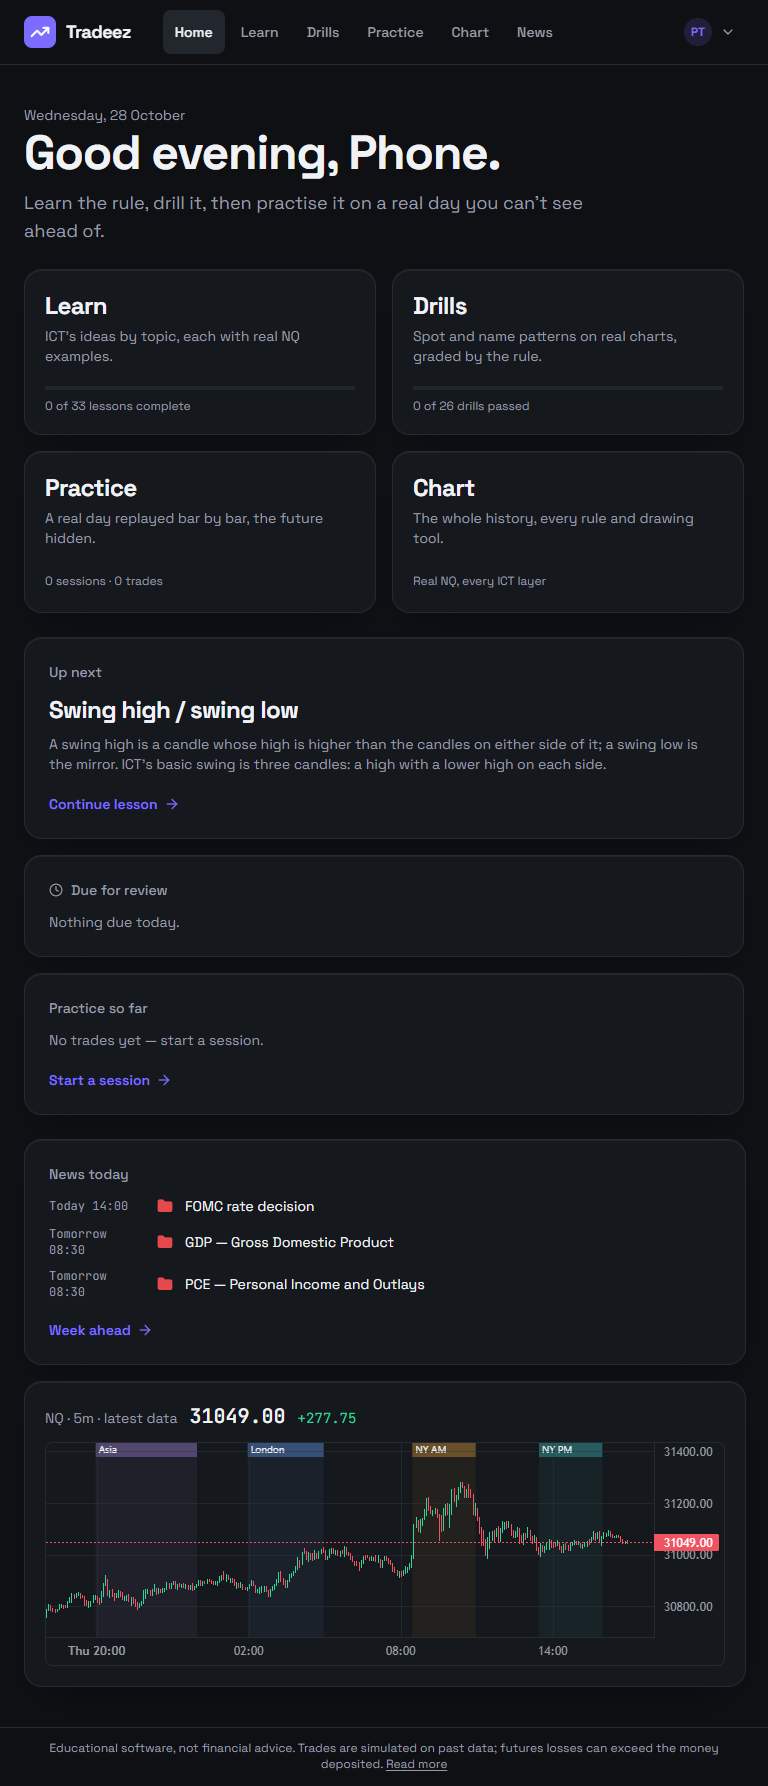 Tradeez
Home
Learn
Drills
Practice
Chart
News
PT
Wednesday, 28 October
Good evening, Phone.
Learn the rule, drill it, then practise it on a real day you can’t see
ahead of.
Learn
ICT’s ideas by topic, each with real NQ
examples.
0 of 33 lessons complete
Drills
Spot and name patterns on real charts,
graded by the rule.
0 of 26 drills passed
Practice
A real day replayed bar by bar, the future
hidden.
0 sessions · 0 trades
Chart
The whole history, every rule and drawing
tool.
Real NQ, every ICT layer
Up next
Swing high / swing low
A swing high is a candle whose high is higher than the candles on either side of it; a swing low is
the mirror. ICT’s basic swing is three candles: a high with a lower high on each side.
Continue lesson →
Due for review
Nothing due today.
Practice so far
No trades yet — start a session.
Start a session →
News today
Today 14:00
FOMC rate decision
Tomorrow
08:30
GDP — Gross Domestic Product
Tomorrow
08:30
PCE — Personal Income and Outlays
Week ahead →
NQ · 5m · latest data 31049.00 +277.75
Asia
London
NY AM
NY PM
31400.00
31200.00
31049.00
31000.00
30800.00
Thu 20:00
02:00
08:00
14:00
Educational software, not financial advice. Trades are simulated on past data; futures losses can exceed the money
deposited. Read more